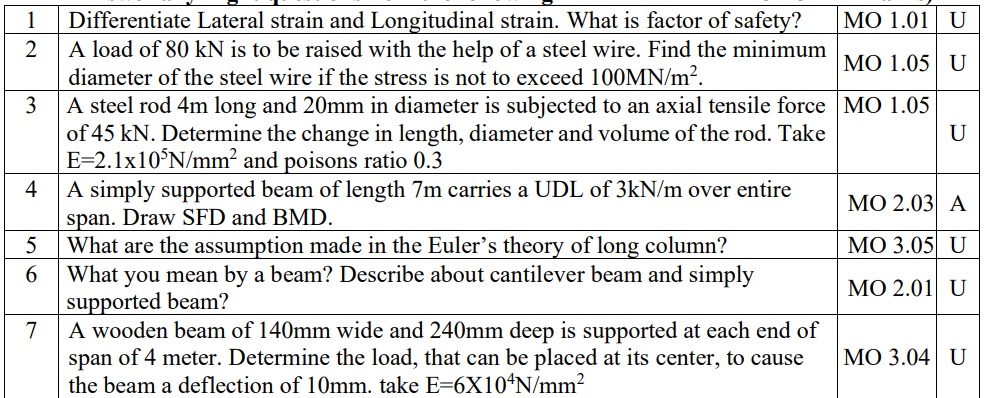 1 Differentiate Lateral strain and Longitudinal strain. What is factor of safety? MO 1.01 U
2 A load of 80 kN is to be raised with the help of a steel wire. Find the minimum
diameter of the steel wire if the stress is not to exceed 100MN/m². MO 1.05 U
3 A steel rod 4m long and 20mm in diameter is subjected to an axial tensile force MO 1.05
of 45 kN. Determine the change in length, diameter and volume of the rod. Take U
E=2.1x10⁵N/mm² and poisons ratio 0.3
4 A simply supported beam of length 7m carries a UDL of 3kN/m over entire
span. Draw SFD and BMD. MO 2.03 A
5 What are the assumption made in the Euler’s theory of long column? MO 3.05 U
6 What you mean by a beam? Describe about cantilever beam and simply
supported beam? MO 2.01 U
7 A wooden beam of 140mm wide and 240mm deep is supported at each end of
span of 4 meter. Determine the load, that can be placed at its center, to cause MO 3.04 U
the beam a deflection of 10mm. take E=6X10⁴N/mm²